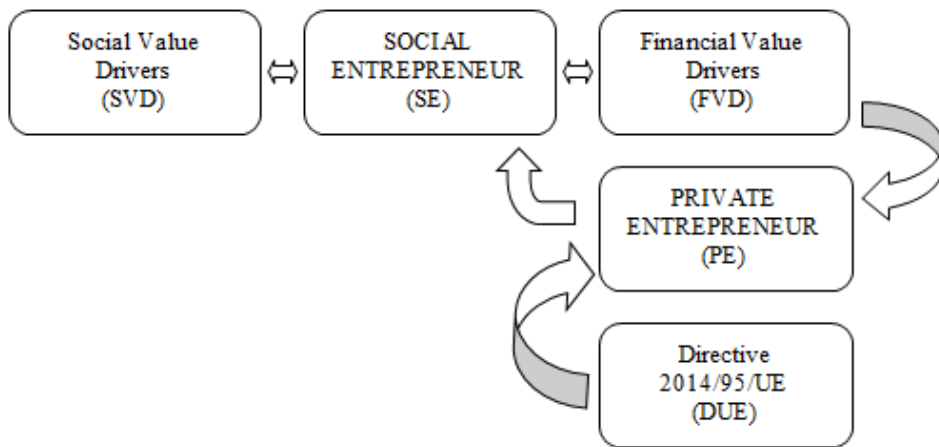 Social Value
Drivers
(SVD)
SOCIAL
ENTREPRENEUR
(SE)
Financial Value
Drivers
(FVD)
PRIVATE
ENTREPRENEUR
(PE)
Directive
2014/95/UE
(DUE)